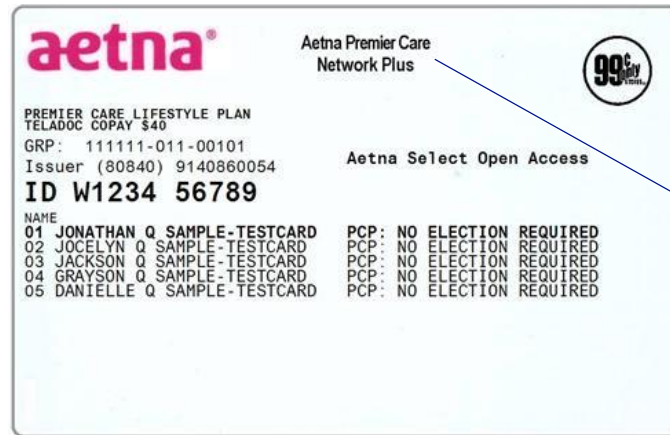 aetna®
Aetna Premier Care
Network Plus
99¢
only
PREMIER CARE LIFESTYLE PLAN
TELADOC COPAY $40
GRP: 111111-011-00101
Issuer (80840) 9140860054
Aetna Select Open Access
ID W1234 56789
NAME
01 JONATHAN Q SAMPLE-TESTCARD PCP: NO ELECTION REQUIRED
02 JOCELYN Q SAMPLE-TESTCARD PCP: NO ELECTION REQUIRED
03 JACKSON Q SAMPLE-TESTCARD PCP: NO ELECTION REQUIRED
04 GRAYSON Q SAMPLE-TESTCARD PCP: NO ELECTION REQUIRED
05 DANIELLE Q SAMPLE-TESTCARD PCP: NO ELECTION REQUIRED